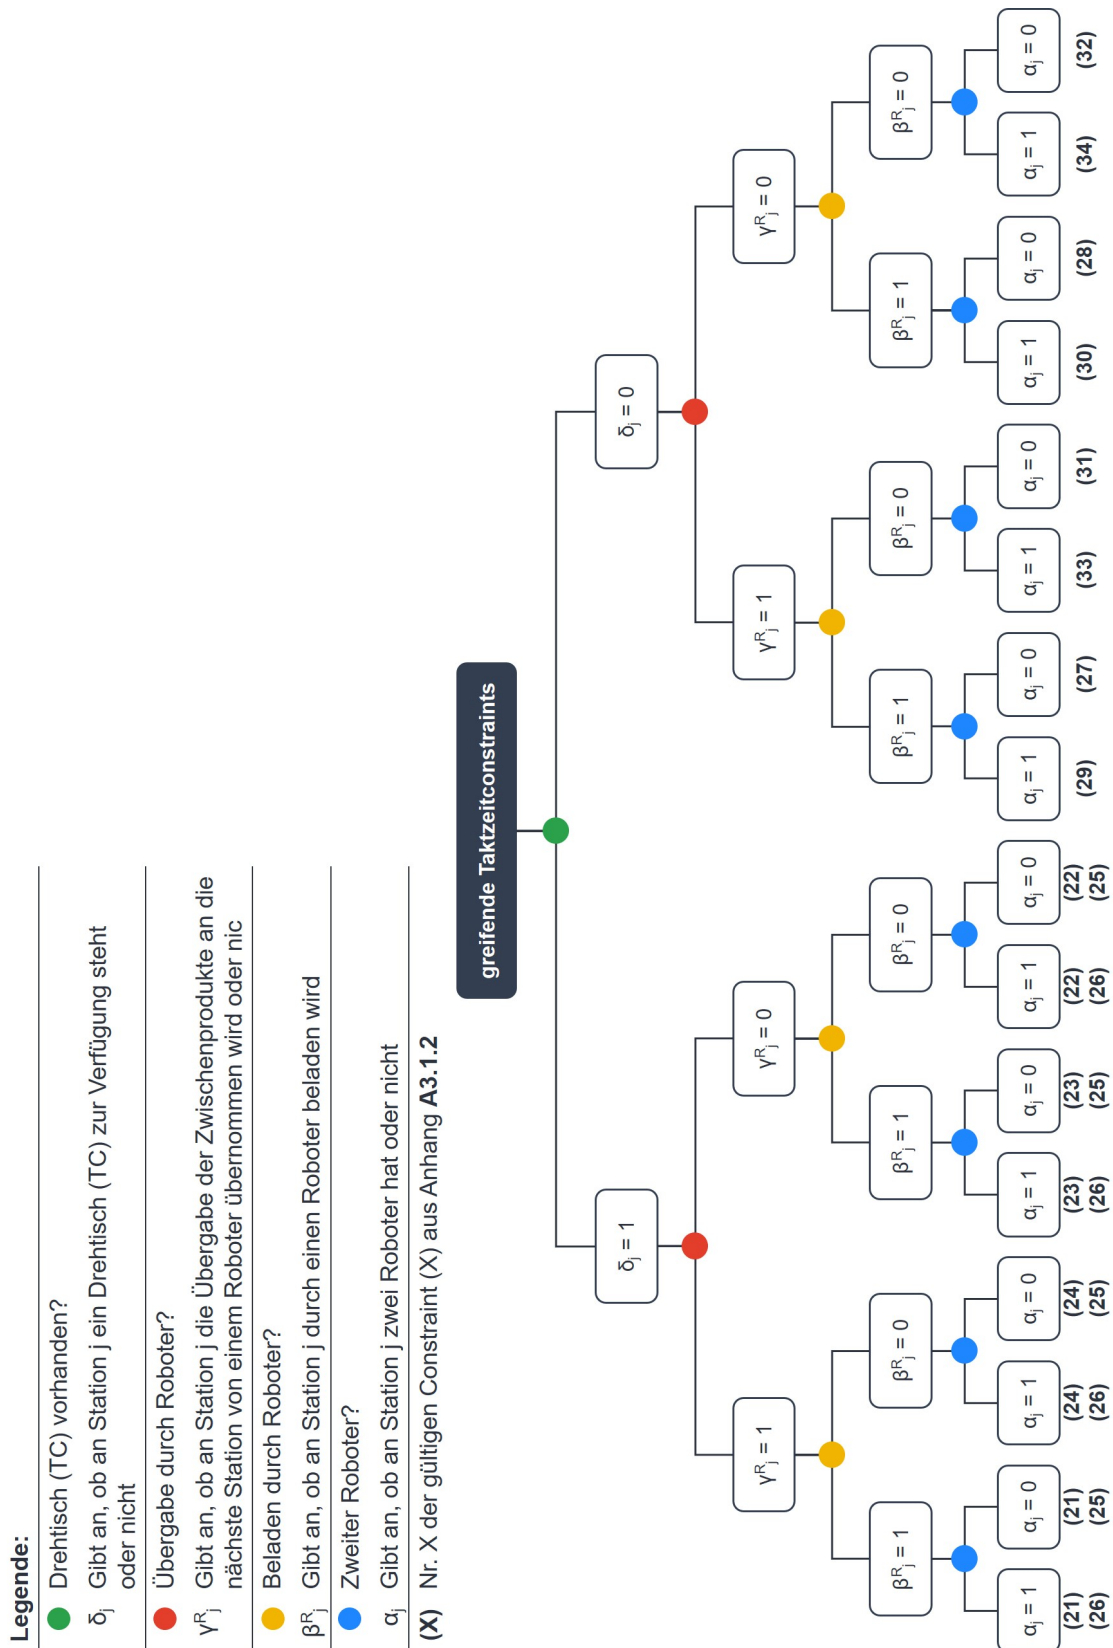 Legende:
Drehtisch (TC) vorhanden?
δj Gibt an, ob an Station j ein Drehtisch (TC) zur Verfügung steht
oder nicht
Übergabe durch Roboter?
γRj Gibt an, ob an Station j die Übergabe der Zwischenprodukte an die
nächste Station von einem Roboter übernommen wird oder nic
Beladen durch Roboter?
βRj Gibt an, ob an Station j durch einen Roboter beladen wird
Zweiter Roboter?
αj Gibt an, ob an Station j zwei Roboter hat oder nicht
(X) Nr. X der gültigen Constraint (X) aus Anhang A3.1.2
greifende Taktzeitconstraints
δj = 1 δj = 0
γRj = 1 γRj = 0 γRj = 1 γRj = 0
βRj = 1 βRj = 0 βRj = 1 βRj = 0 βRj = 1 βRj = 0 βRj = 1 βRj = 0
αj = 1 αj = 0 αj = 1 αj = 0 αj = 1 αj = 0 αj = 1 αj = 0 αj = 1 αj = 0 αj = 1 αj = 0 αj = 1 αj = 0 αj = 1 αj = 0
(21) (21) (24) (24) (23) (23) (22) (22) (29) (27) (33) (31) (30) (28) (34) (32)
(26) (25) (26) (25) (26) (25) (26) (25)